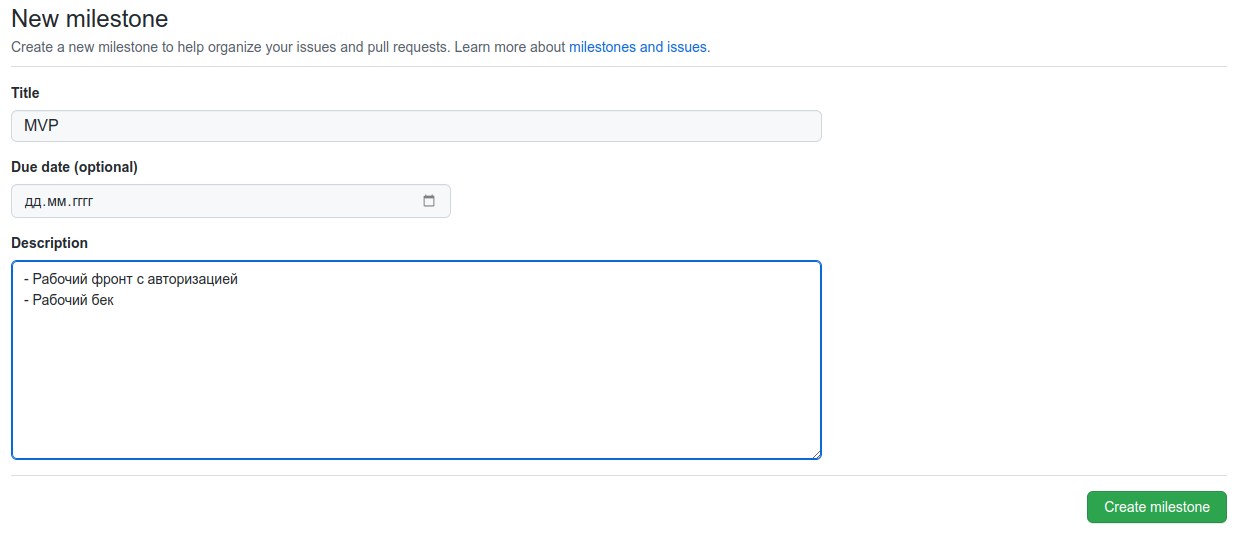 New milestone
Create a new milestone to help organize your issues and pull requests. Learn more about milestones and issues.
Title
MVP
Due date (optional)
дд.мм.гггг
Description
- Рабочий фронт с авторизацией
- Рабочий бек
Create milestone